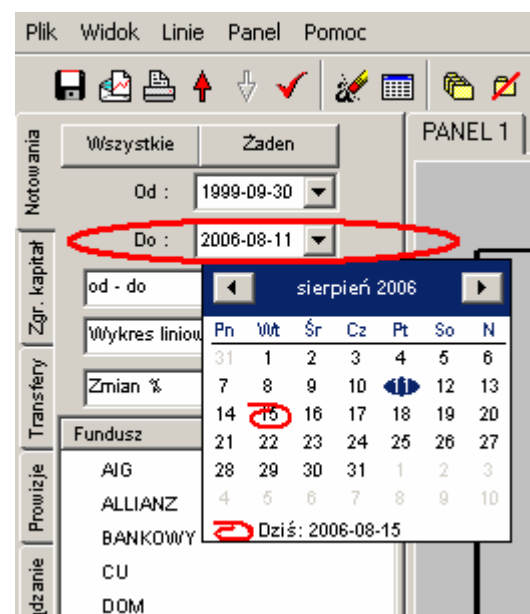 Plik Widok Linie Panel Pomoc
Notowania
Zgr. kapitał
Transfery
Prowizje
Wszystkie Żaden
PANEL 1
Od : 1999-09-30
Do : 2006-08-11
od - do
Wykres liniow
Zmian %
Fundusz
AIG
ALLIANZ
BANKOWY
CU
DOM
sierpień 2006
Pn Wt Śr Cz Pt So N
31 1 2 3 4 5 6
7 8 9 10 11 12 13
14 15 16 17 18 19 20
21 22 23 24 25 26 27
28 29 30 31 1 2 3
4 5 6 7 8 9 10
Dziś: 2006-08-15